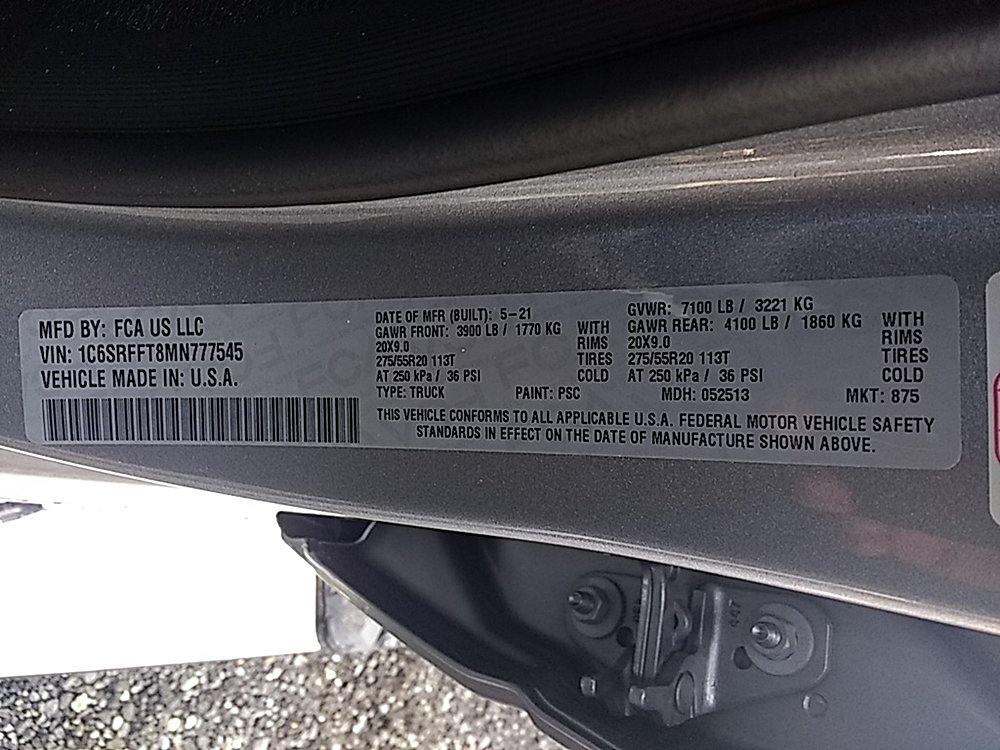 MFD BY: FCA US LLC
VIN: 1C6SRFFT8MN777545
VEHICLE MADE IN: U.S.A.
DATE OF MFR (BUILT): 5-21
GAWR FRONT: 3900 LB / 1770 KG WITH
20X9.0 RIMS
275/55R20 113T TIRES
AT 250 kPa / 36 PSI COLD
GVWR: 7100 LB / 3221 KG
GAWR REAR: 4100 LB / 1860 KG WITH
20X9.0 RIMS
275/55R20 113T TIRES
AT 250 kPa / 36 PSI COLD
TYPE: TRUCK PAINT: PSC MDH: 052513 MKT: 875
THIS VEHICLE CONFORMS TO ALL APPLICABLE U.S.A. FEDERAL MOTOR VEHICLE SAFETY
STANDARDS IN EFFECT ON THE DATE OF MANUFACTURE SHOWN ABOVE.
447